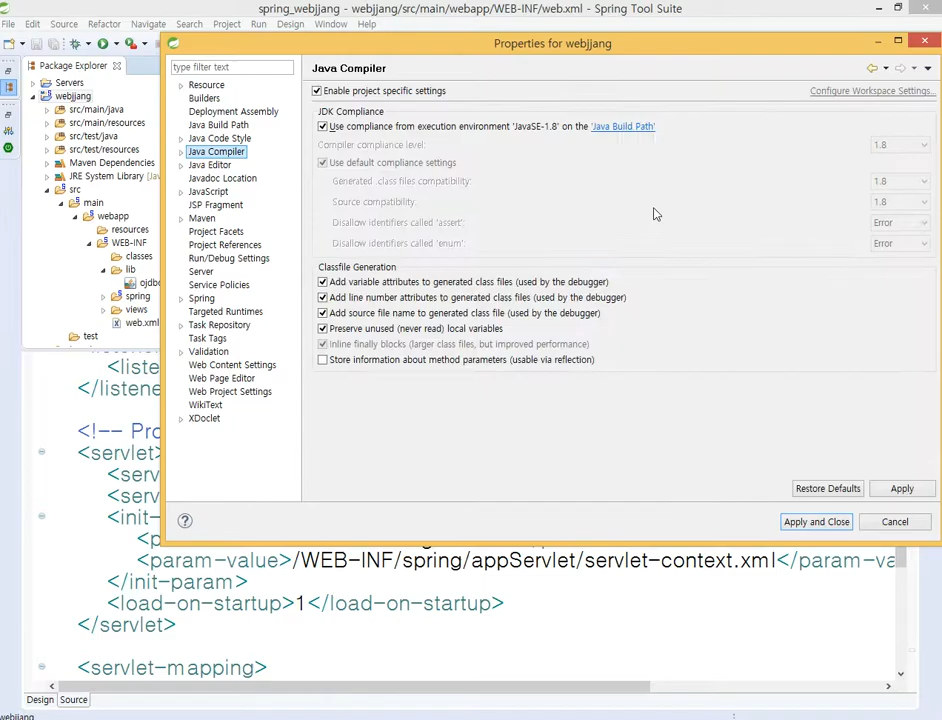 spring_webjjang - webjjang/src/main/webapp/WEB-INF/web.xml - Spring Tool Suite
File Edit Source Refactor Navigate Search Project Run Design Window Help
Package Explorer
Servers
webjjang
src/main/java
src/main/resources
src/test/java
src/test/resources
Maven Dependencies
JRE System Library [Jav
src
main
webapp
resources
WEB-INF
classes
lib
ojdb
spring
views
web.xml
test
Properties for webjjang
type filter text
Resource
Builders
Deployment Assembly
Java Build Path
Java Code Style
Java Compiler
Java Editor
Javadoc Location
JavaScript
JSP Fragment
Maven
Project Facets
Project References
Run/Debug Settings
Server
Service Policies
Spring
Targeted Runtimes
Task Repository
Task Tags
Validation
Web Content Settings
Web Page Editor
Web Project Settings
WikiText
XDoclet
Java Compiler
Enable project specific settings
Configure Workspace Settings...
JDK Compliance
Use compliance from execution environment 'JavaSE-1.8' on the 'Java Build Path'
Compiler compliance level: 1.8
Use default compliance settings
Generated .class files compatibility: 1.8
Source compatibility: 1.8
Disallow identifiers called 'assert': Error
Disallow identifiers called 'enum': Error
Classfile Generation
Add variable attributes to generated class files (used by the debugger)
Add line number attributes to generated class files (used by the debugger)
Add source file name to generated class file (used by the debugger)
Preserve unused (never read) local variables
Inline finally blocks (larger class files, but improved performance)
Store information about method parameters (usable via reflection)
Restore Defaults Apply
Apply and Close Cancel
<liste
</listene
<!-- Pro
<servlet>
<serv
<serv
<init-
<p
<param-value>/WEB-INF/spring/appServlet/servlet-context.xml</param-va
</init-param>
<load-on-startup>1</load-on-startup>
</servlet>
<servlet-mapping>
Design Source
webjjang